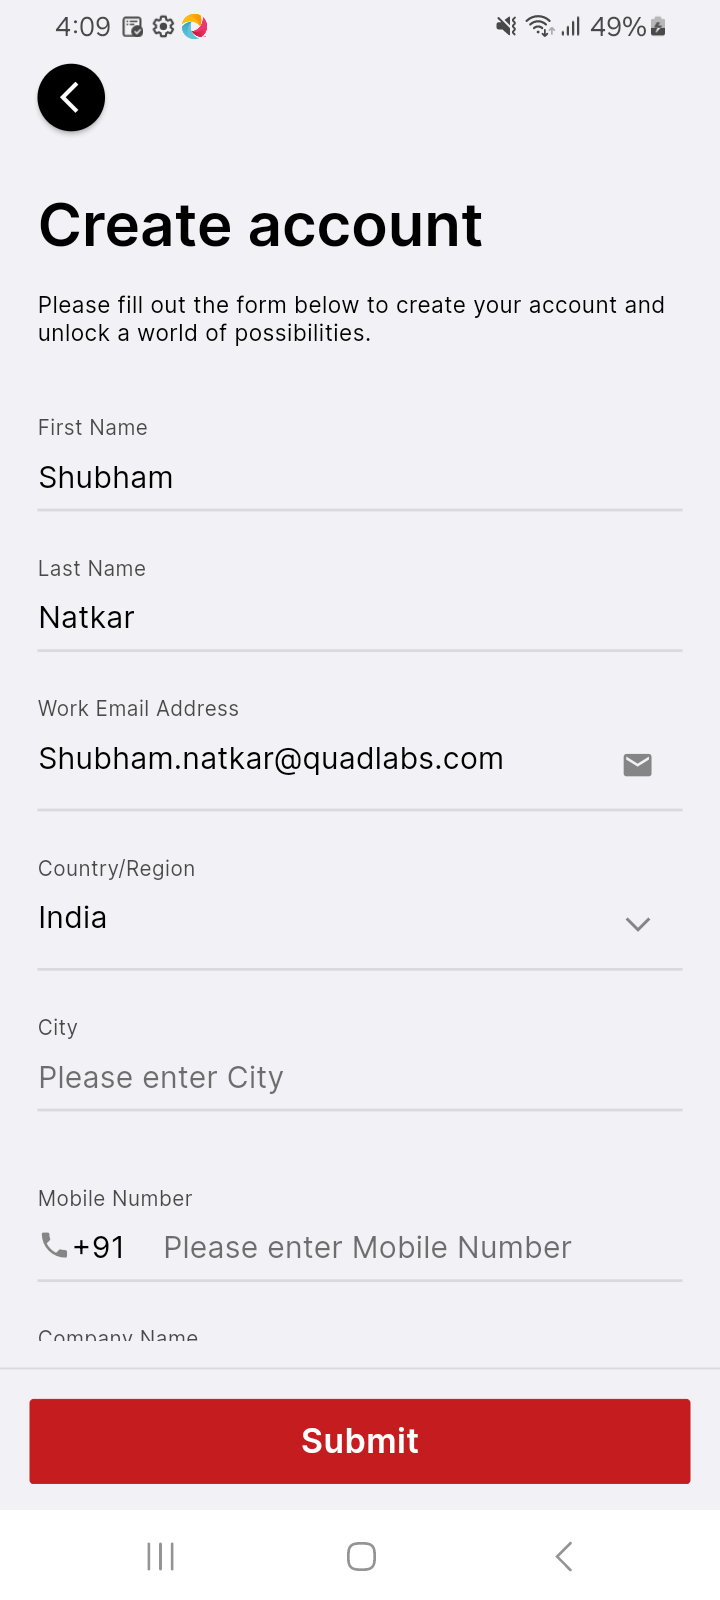 4:09
49%
Create account
Please fill out the form below to create your account and
unlock a world of possibilities.
First Name
Shubham
Last Name
Natkar
Work Email Address
Shubham.natkar@quadlabs.com
Country/Region
India
City
Please enter City
Mobile Number
+91 Please enter Mobile Number
Company Name
Submit